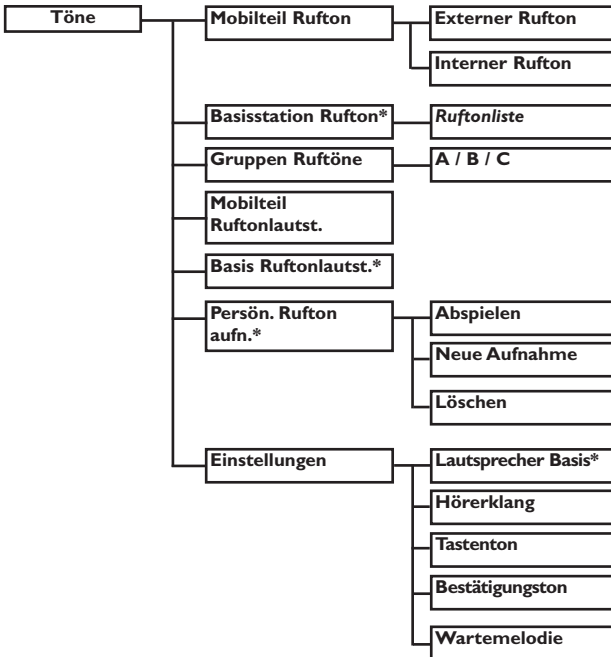 Töne
Mobilteil Rufton
Externer Rufton
Interner Rufton
Basisstation Rufton*
Ruftonliste
Gruppen Ruftöne
A / B / C
Mobilteil
Ruftonlautst.
Basis Ruftonlautst.*
Persön. Rufton
aufn.*
Abspielen
Neue Aufnahme
Löschen
Einstellungen
Lautsprecher Basis*
Hörerklang
Tastenton
Bestätigungston
Wartemelodie